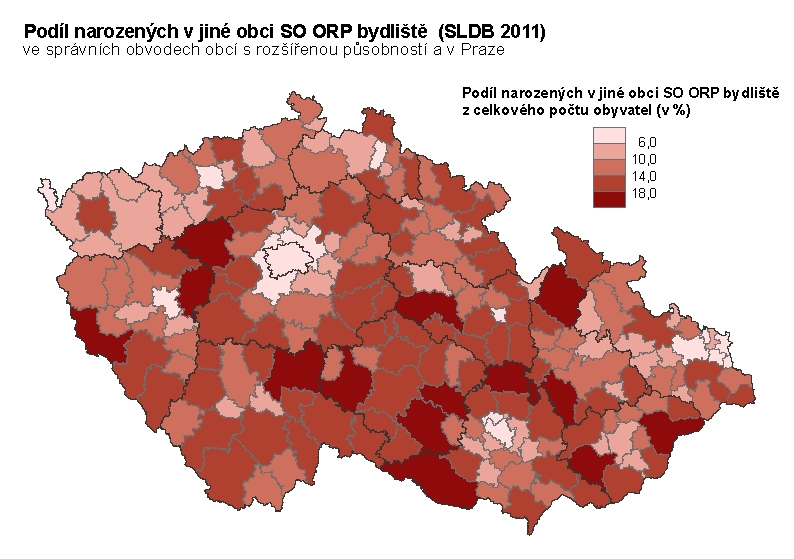 Podíl narozených v jiné obci SO ORP bydliště (SLDB 2011)
ve správních obvodech obcí s rozšířenou působností a v Praze
Podíl narozených v jiné obci SO ORP bydliště
z celkového počtu obyvatel (v %)
6,0
10,0
14,0
18,0